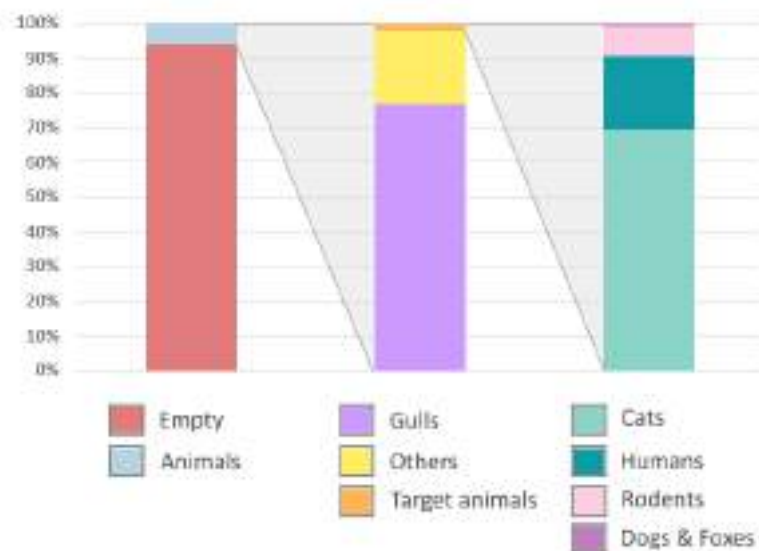 100%
90%
80%
70%
60%
50%
40%
30%
20%
10%
0%
Empty
Animals
Gulls
Others
Target animals
Cats
Humans
Rodents
Dogs & Foxes